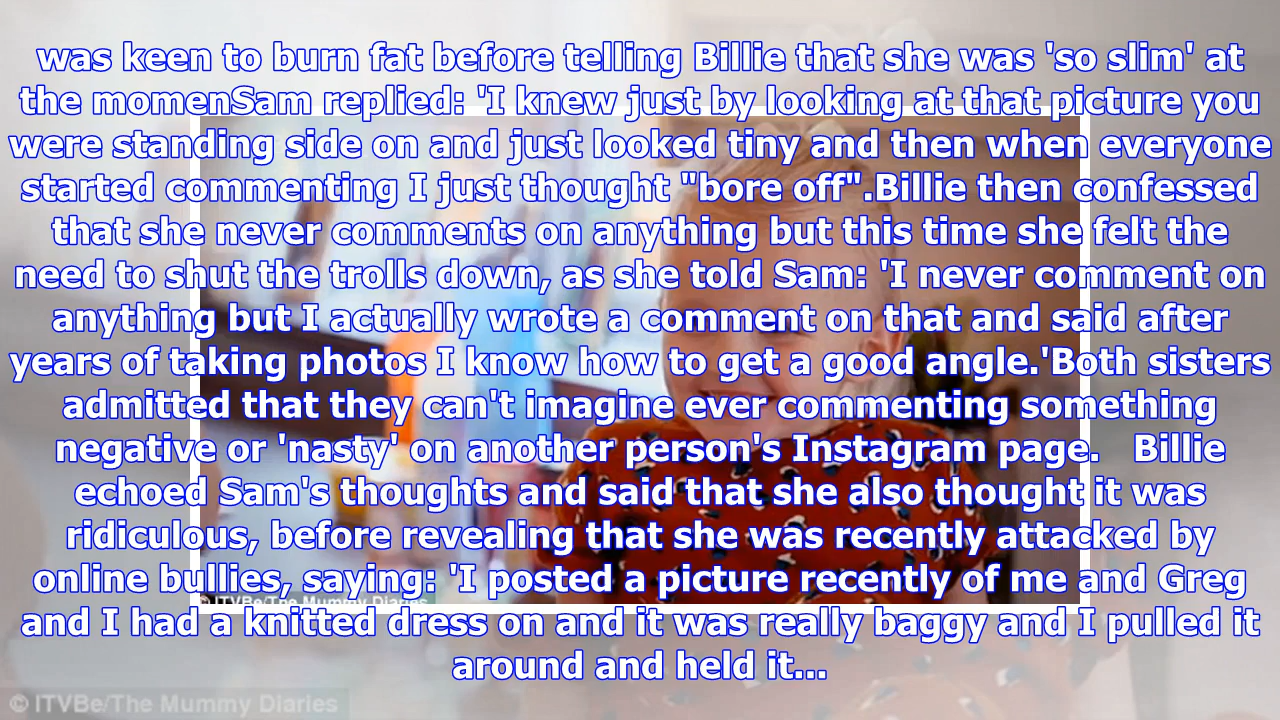 was keen to burn fat before telling Billie that she was 'so slim' at
the momenSam replied: 'I knew just by looking at that picture you
were standing side on and just looked tiny and then when everyone
started commenting I just thought "bore off".Billie then confessed
that she never comments on anything but this time she felt the
need to shut the trolls down, as she told Sam: 'I never comment on
anything but I actually wrote a comment on that and said after
years of taking photos I know how to get a good angle.'Both sisters
admitted that they can't imagine ever commenting something
negative or 'nasty' on another person's Instagram page.   Billie
echoed Sam's thoughts and said that she also thought it was
ridiculous, before revealing that she was recently attacked by
online bullies, saying: 'I posted a picture recently of me and Greg
© ITVBe/The Mummy Diaries
and I had a knitted dress on and it was really baggy and I pulled it
around and held it...
© ITVBe/The Mummy Diaries